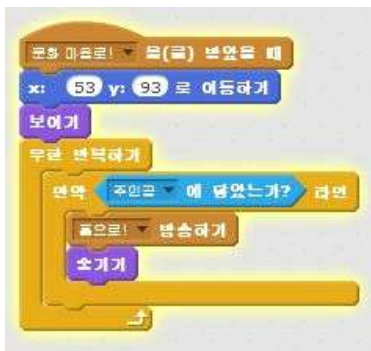 문화 마을로! 을(를) 받았을 때
x: 53 y: 93 로 이동하기
보이기
무한 반복하기
만약 주인공 에 닿았는가? 라면
홈으로! 방송하기
숨기기